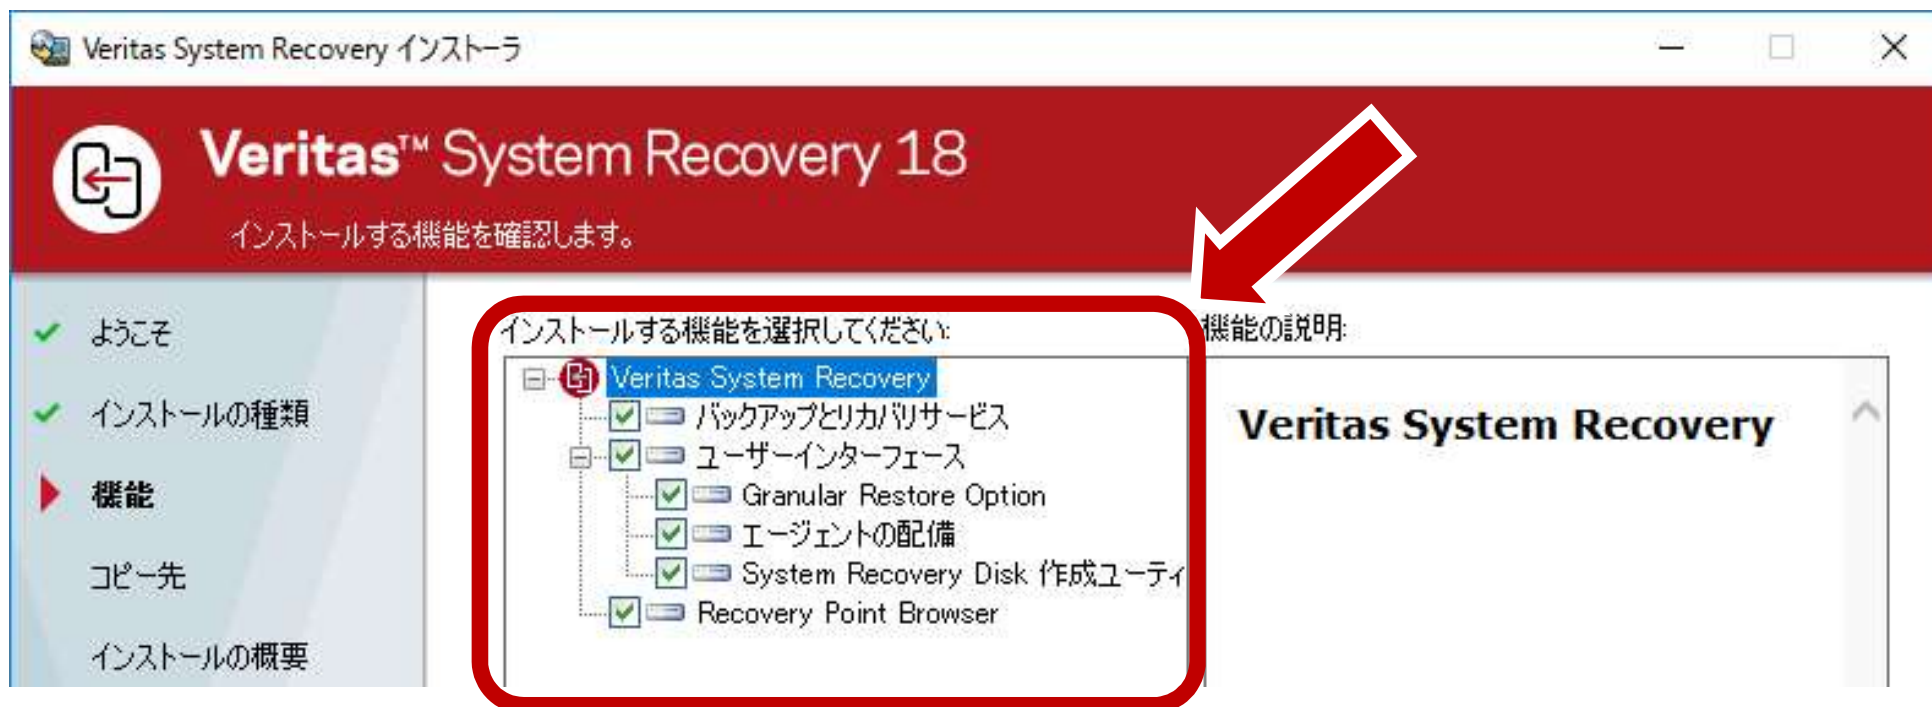 Veritas System Recovery インストーラ
Veritas™ System Recovery 18
インストールする機能を確認します。
ようこそ
インストールの種類
機能
コピー先
インストールの概要
インストールする機能を選択してください:
Veritas System Recovery
バックアップとリカバリサービス
ユーザーインターフェース
Granular Restore Option
エージェントの配備
System Recovery Disk 作成ユーティ
Recovery Point Browser
機能の説明:
Veritas System Recovery